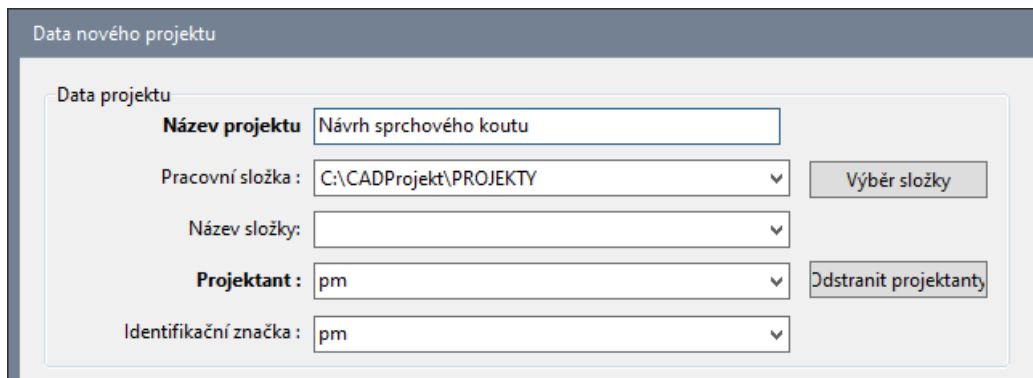 Data nového projektu
Data projektu
Název projektu Návrh sprchového koutu
Pracovní složka : C:\CADProjekt\PROJEKTY Výběr složky
Název složky:
Projektant : pm Odstranit projektanty
Identifikační značka : pm